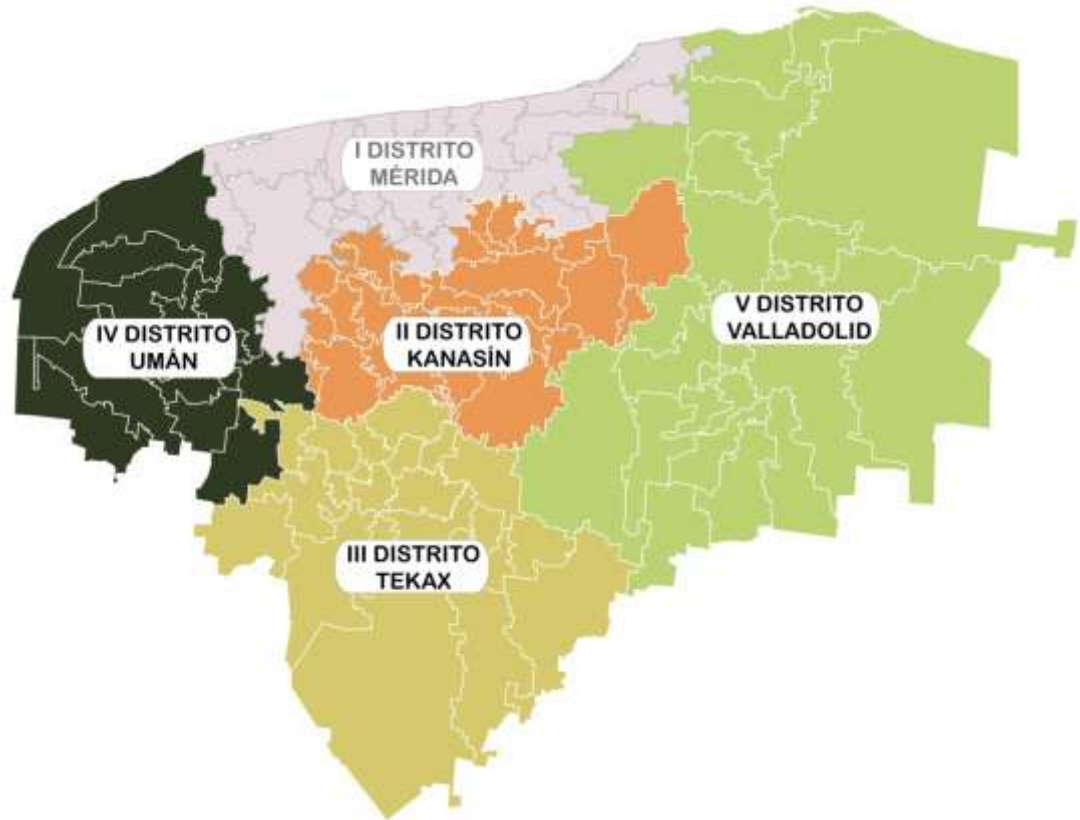 I DISTRITO
MÉRIDA
IV DISTRITO
UMÁN
II DISTRITO
KANASÍN
V DISTRITO
VALLADOLID
III DISTRITO
TEKAX